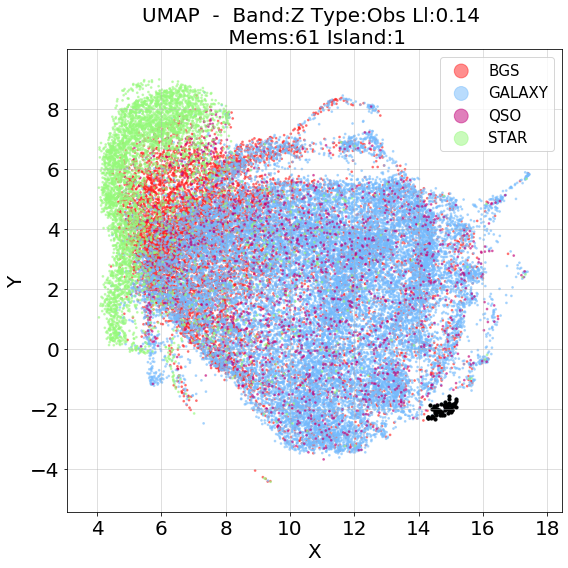 UMAP - Band:Z Type:Obs Ll:0.14
Mems:61 Island:1
BGS
GALAXY
QSO
STAR
8
6
4
2
0
−2
−4
Y
4 6 8 10 12 14 16 18
X